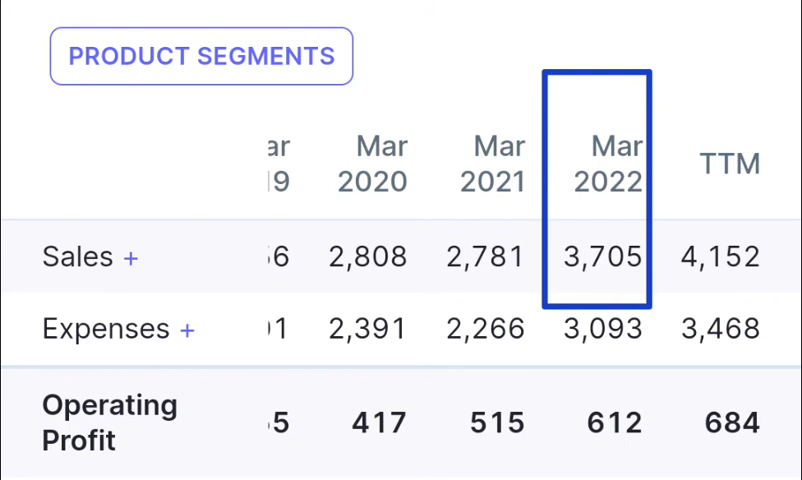 PRODUCT SEGMENTS
Mar 2020 Mar 2021 Mar 2022 TTM
Sales + 2,808 2,781 3,705 4,152
Expenses + 2,391 2,266 3,093 3,468
Operating Profit 417 515 612 684